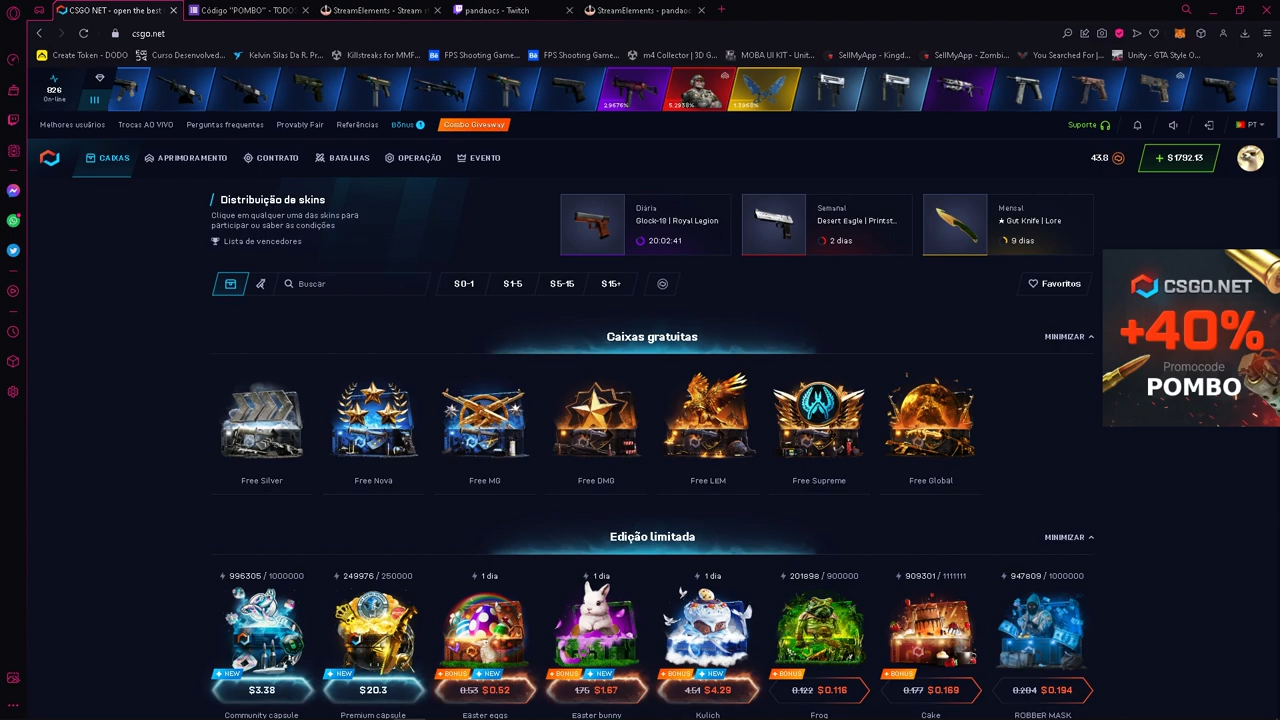 CSGO.NET - open the best
Código "POMBO" - TODOS
StreamElements - Stream s
pandaocs - Twitch
StreamElements - pandaoc
csgo.net
Create Token - DODO
Curso Desenvolved...
Kelvin Silas Da R. Pr...
Killstreaks for MMF...
FPS Shooting Game...
FPS Shooting Game...
m4 Collector | 3D G...
MOBA UI KIT - Unit...
SellMyApp - Kingd...
SellMyApp - Zombi...
You Searched For |...
Unity - GTA Style O...
826
On-line
2.9676%
5.2938%
1.3968%
Melhores usuários
Trocas AO VIVO
Perguntas frequentes
Provably Fair
Referências
Bônus
Combo Giveaway
Suporte
PT
CAIXAS
APRIMORAMENTO
CONTRATO
BATALHAS
OPERAÇÃO
EVENTO
43.8
+ $1792.13
Distribuição de skins
Clique em qualquer uma das skins para
participar ou saber as condições
Lista de vencedores
Diária
Glock-18 | Royal Legion
20:02:41
Semanal
Desert Eagle | Printst...
2 dias
Mensal
★ Gut Knife | Lore
9 dias
Buscar
$0-1
$1-5
$5-15
$15+
Favoritos
CSGO.NET
+40%
Promocode
POMBO
Caixas gratuitas
MINIMIZAR
Free Silver
Free Nova
Free MG
Free DMG
Free LEM
Free Supreme
Free Global
Edição limitada
MINIMIZAR
996305 / 1000000
249976 / 250000
1 dia
1 dia
1 dia
201898 / 900000
909301 / 1111111
947809 / 1000000
+ NEW
+ NEW
+ BONUS + NEW
+ BONUS + NEW
+ BONUS + NEW
+ BONUS
+ BONUS
$3.38
$20.3
0.53 $0.52
1.75 $1.67
4.51 $4.29
0.122 $0.116
0.177 $0.169
0.204 $0.194
Community capsule
Premium capsule
Easter eggs
Easter bunny
Kulich
Frog
Cake
ROBBER MASK